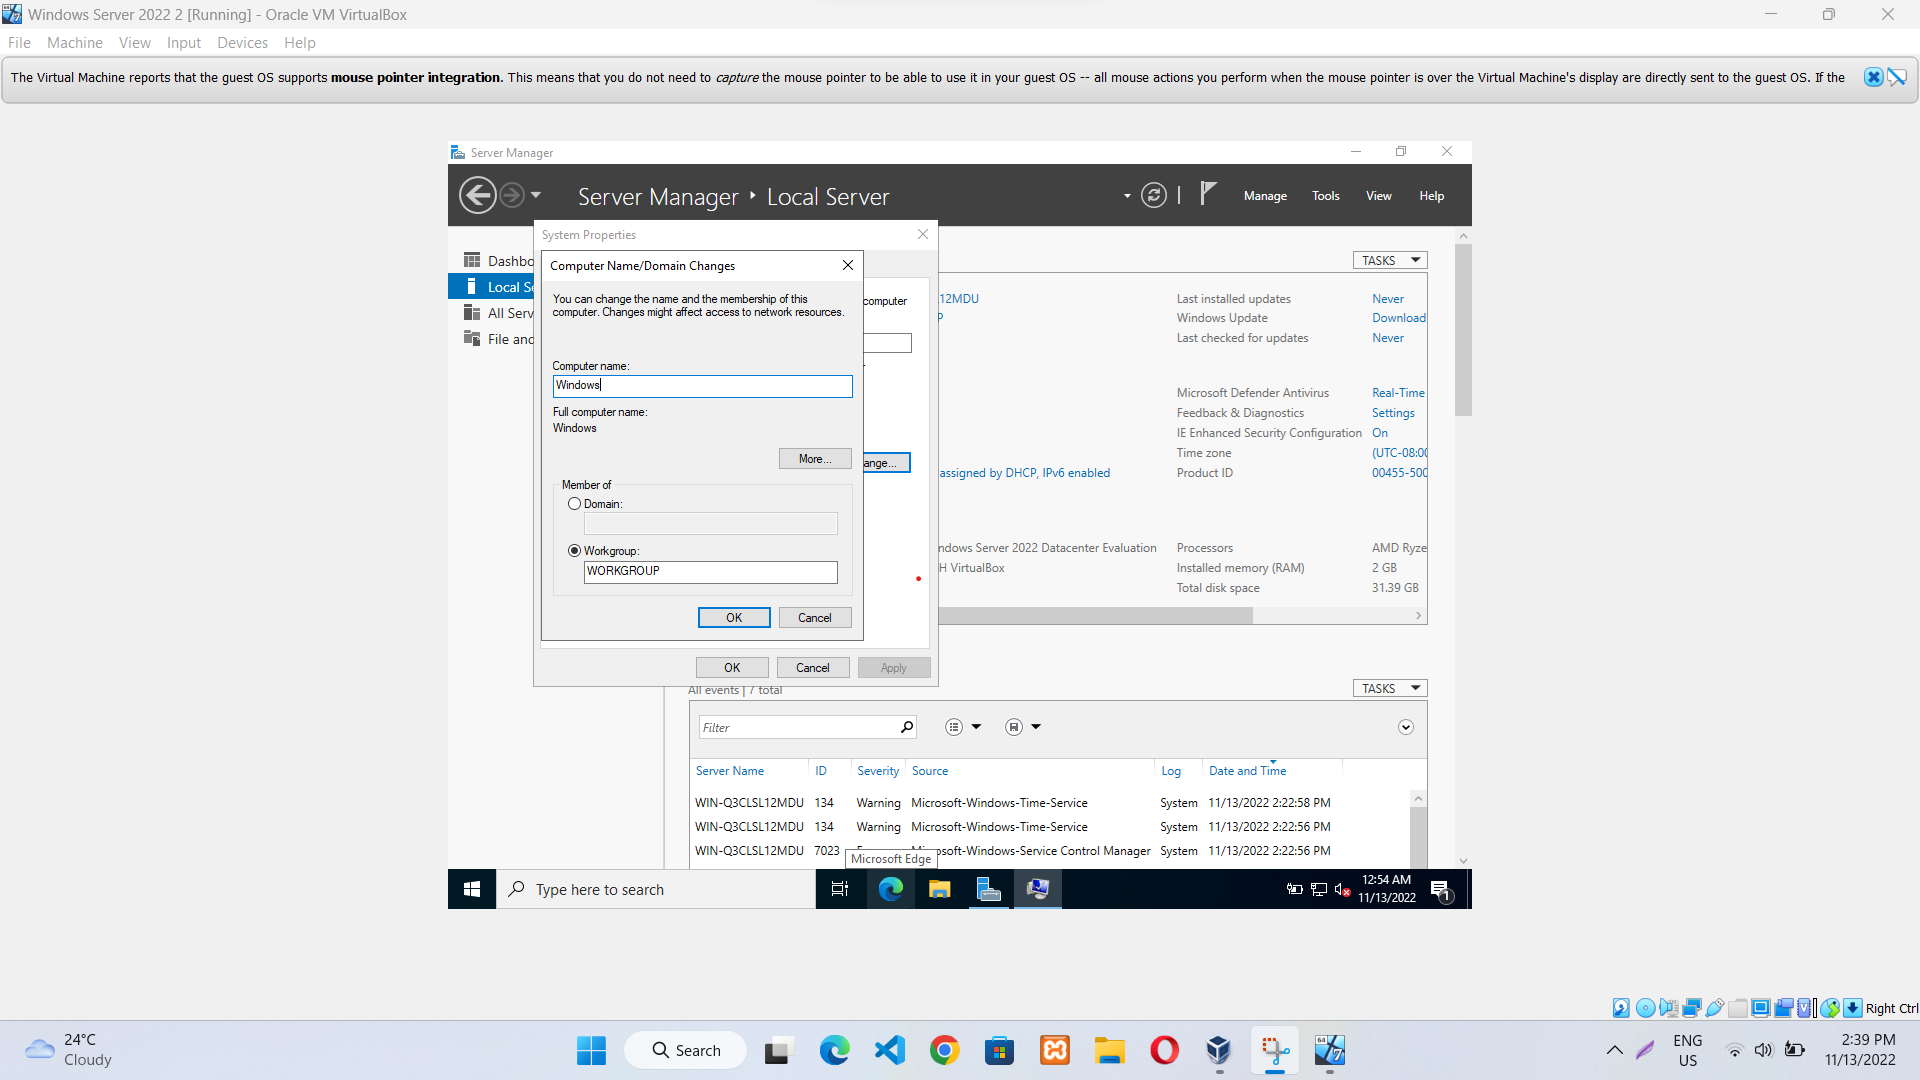 Windows Server 2022 2 [Running] - Oracle VM VirtualBox
File Machine View Input Devices Help
The Virtual Machine reports that the guest OS supports mouse pointer integration. This means that you do not need to capture the mouse pointer to be able to use it in your guest OS -- all mouse actions you perform when the mouse pointer is over the Virtual Machine's display are directly sent to the guest OS. If the
Server Manager
Server Manager Local Server
Manage Tools View Help
System Properties
Computer Name/Domain Changes
You can change the name and the membership of this
computer. Changes might affect access to network resources.
Computer name:
Windows
Full computer name:
Windows
More...
Member of
Domain:
Workgroup:
WORKGROUP
OK Cancel
computer
ange...
OK Cancel Apply
Dashbo
Local Se
All Serv
File and
TASKS
12MDU
Last installed updates Never
Windows Update Download
Last checked for updates Never
Microsoft Defender Antivirus Real-Time
Feedback & Diagnostics Settings
IE Enhanced Security Configuration On
Time zone (UTC-08:00
assigned by DHCP, IPv6 enabled Product ID 00455-500
ndows Server 2022 Datacenter Evaluation Processors AMD Ryze
H VirtualBox Installed memory (RAM) 2 GB
Total disk space 31.39 GB
All events | 7 total
TASKS
Filter
Server Name ID Severity Source Log Date and Time
WIN-Q3CLSL12MDU 134 Warning Microsoft-Windows-Time-Service System 11/13/2022 2:22:58 PM
WIN-Q3CLSL12MDU 134 Warning Microsoft-Windows-Time-Service System 11/13/2022 2:22:56 PM
WIN-Q3CLSL12MDU 7023 Microsoft-Windows-Service Control Manager System 11/13/2022 2:22:56 PM
Microsoft Edge
Type here to search
12:54 AM
11/13/2022
1
Right Ctrl
24°C
Cloudy
Search
64
7
ENG
US
2:39 PM
11/13/2022